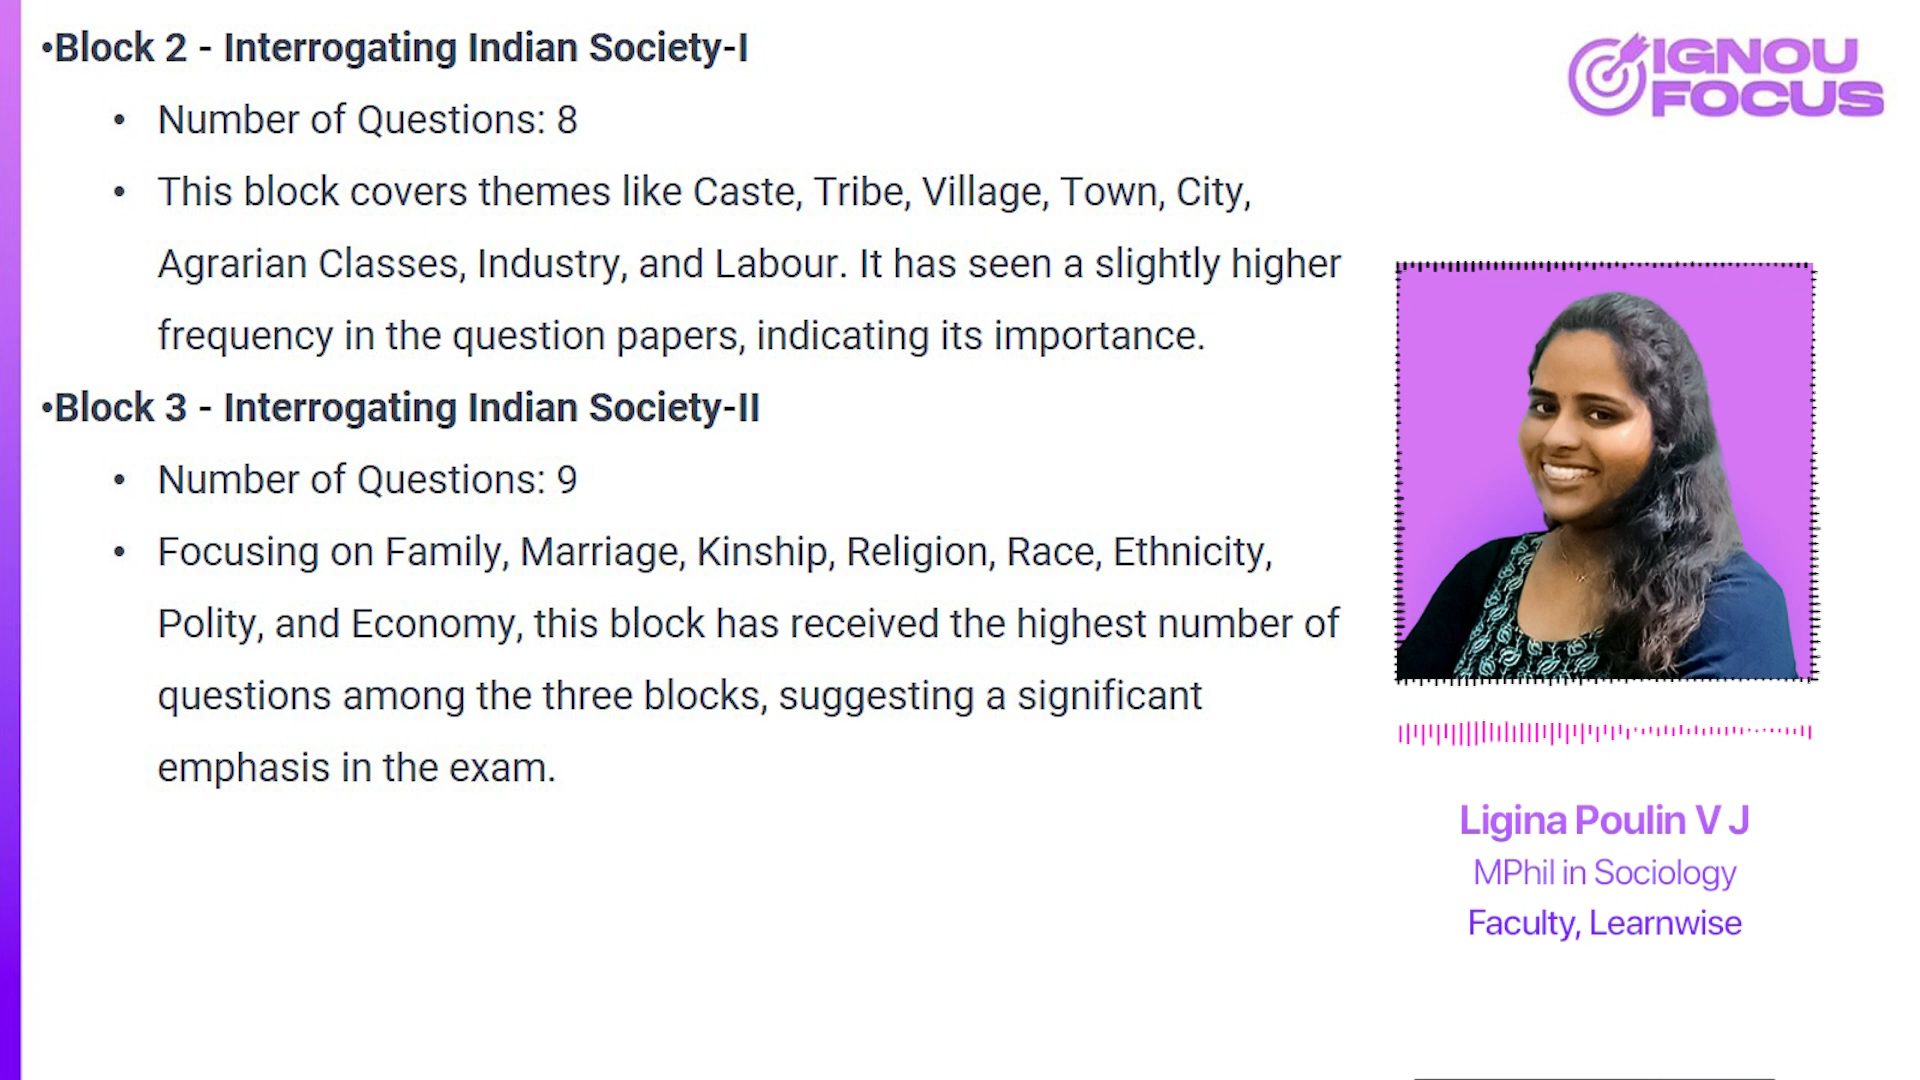 •Block 2 - Interrogating Indian Society-I
• Number of Questions: 8
• This block covers themes like Caste, Tribe, Village, Town, City,
Agrarian Classes, Industry, and Labour. It has seen a slightly higher
frequency in the question papers, indicating its importance.
•Block 3 - Interrogating Indian Society-II
• Number of Questions: 9
• Focusing on Family, Marriage, Kinship, Religion, Race, Ethnicity,
Polity, and Economy, this block has received the highest number of
questions among the three blocks, suggesting a significant
emphasis in the exam.
IGNOU
FOCUS
Ligina Poulin V J
MPhil in Sociology
Faculty, Learnwise